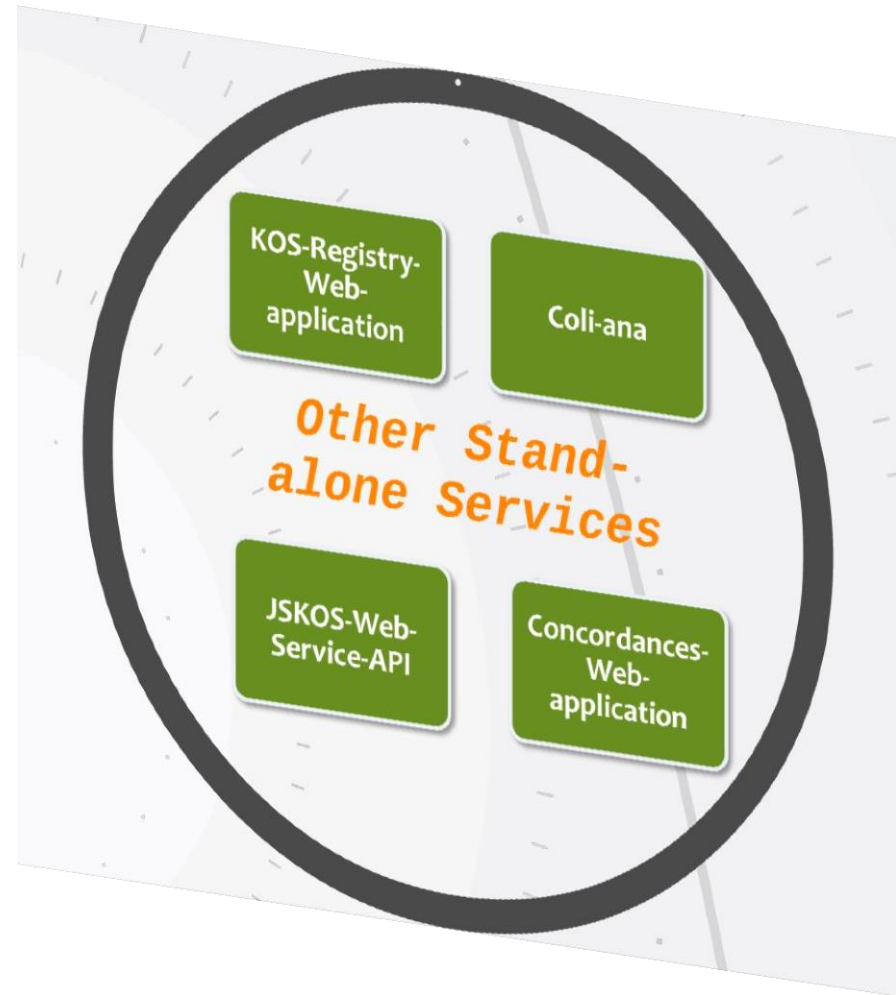 KOS-Registry-
Web-
application
Coli-ana
Other Stand-
alone Services
JSKOS-Web-
Service-API
Concordances-
Web-
application